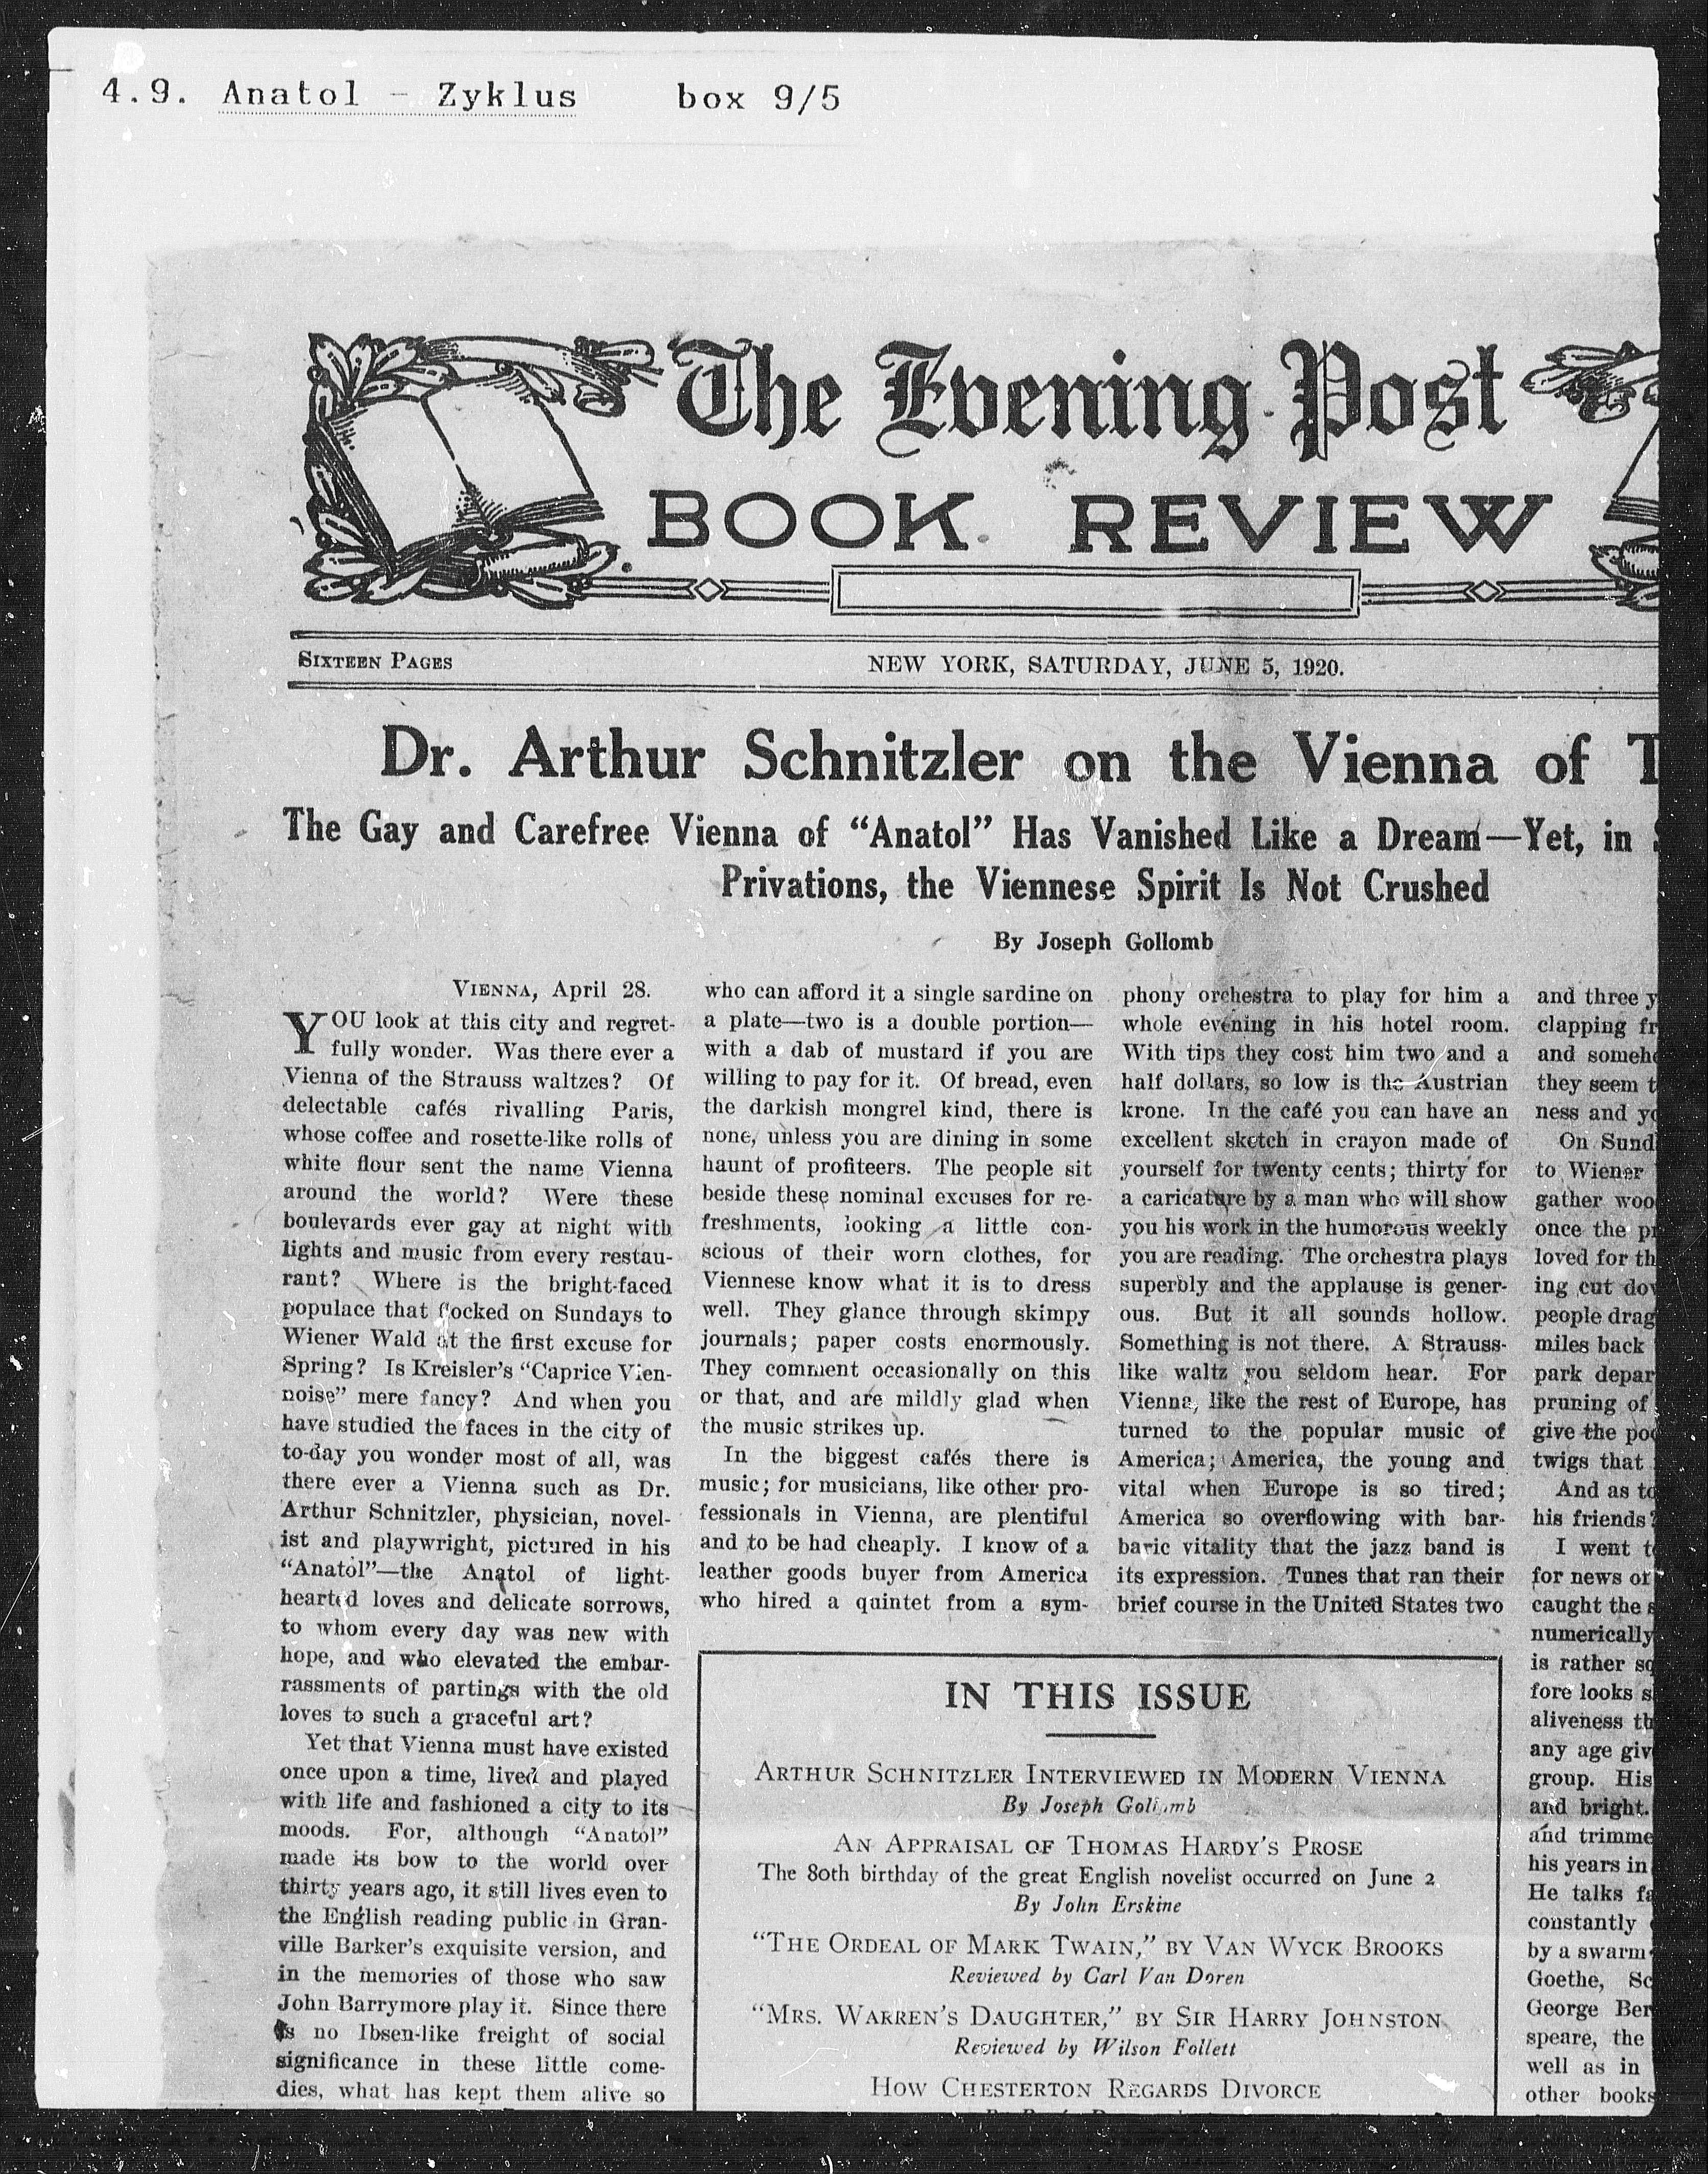 4.9. Anatol - Zyklus box 9/5
The Evening Post
BOOK REVIEW
SIXTEEN PAGES
NEW YORK, SATURDAY, JUNE 5, 1920.
Dr. Arthur Schnitzler on the Vienna of T
The Gay and Carefree Vienna of “Anatol” Has Vanished Like a Dream—Yet, in
Privations, the Viennese Spirit Is Not Crushed
By Joseph Gollomb
VIENNA, April 28.
YOU look at this city and regret-
fully wonder. Was there ever a
Vienna of the Strauss waltzes? Of
delectable cafés rivalling Paris,
whose coffee and rosette-like rolls of
white flour sent the name Vienna
around the world? Were these
boulevards ever gay at night with
lights and music from every restau-
rant? Where is the bright-faced
populace that flocked on Sundays to
Wiener Wald at the first excuse for
Spring? Is Kreisler's “Caprice Vien-
noise” mere fancy? And when you
have studied the faces in the city of
to-day you wonder most of all, was
there ever a Vienna such as Dr.
Arthur Schnitzler, physician, novel-
ist and playwright, pictured in his
“Anatol”—the Anatol of light-
hearted loves and delicate sorrows,
to whom every day was new with
hope, and who elevated the embar-
rassments of partings with the old
loves to such a graceful art?
Yet that Vienna must have existed
once upon a time, lived and played
with life and fashioned a city to its
moods. For, although “Anatol”
made its bow to the world over
thirty years ago, it still lives even to
the English reading public in Gran-
ville Barker's exquisite version, and
in the memories of those who saw
John Barrymore play it. Since there
is no Ibsen-like freight of social
significance in these little come-
dies, what has kept them alive so
who can afford it a single sardine on
a plate—two is a double portion—
with a dab of mustard if you are
willing to pay for it. Of bread, even
the darkish mongrel kind, there is
none, unless you are dining in some
haunt of profiteers. The people sit
beside these nominal excuses for re-
freshments, looking a little con-
scious of their worn clothes, for
Viennese know what it is to dress
well. They glance through skimpy
journals; paper costs enormously.
They comment occasionally on this
or that, and are mildly glad when
the music strikes up.
In the biggest cafés there is
music; for musicians, like other pro-
fessionals in Vienna, are plentiful
and to be had cheaply. I know of a
leather goods buyer from America
who hired a quintet from a sym-
phony orchestra to play for him a
whole evening in his hotel room.
With tips they cost him two and a
half dollars, so low is the Austrian
krone. In the café you can have an
excellent sketch in crayon made of
yourself for twenty cents; thirty for
a caricature by a man who will show
you his work in the humorous weekly
you are reading. The orchestra plays
superbly and the applause is gener-
ous. But it all sounds hollow.
Something is not there. A Strauss-
like waltz you seldom hear. For
Vienna, like the rest of Europe, has
turned to the popular music of
America; America, the young and
vital when Europe is so tired;
America so overflowing with bar-
baric vitality that the jazz band is
its expression. Tunes that ran their
brief course in the United States two
and three y
clapping fr
and someh
they seem t
ness and yo
On Sund
to Wiener
gather woo
once the pr
loved for th
ing cut dow
people drag
miles back
park depar
pruning of
give the poo
twigs that
And as to
his friends?
I went t
for news of
caught the s
numerically
is rather sq
fore looks s
aliveness th
any age giv
group. His
and bright.
and trimme
his years in
He talks fa
constantly
by a swarm
Goethe, Sc
George Ber
speare, the
well as in
other books
IN THIS ISSUE
ARTHUR SCHNITZLER INTERVIEWED IN MODERN VIENNA
By Joseph Gollomb
AN APPRAISAL OF THOMAS HARDY'S PROSE
The 80th birthday of the great English novelist occurred on June 2
By John Erskine
“THE ORDEAL OF MARK TWAIN,” BY VAN WYCK BROOKS
Reviewed by Carl Van Doren
“MRS. WARREN'S DAUGHTER,” BY SIR HARRY JOHNSTON
Reviewed by Wilson Follett
HOW CHESTERTON REGARDS DIVORCE